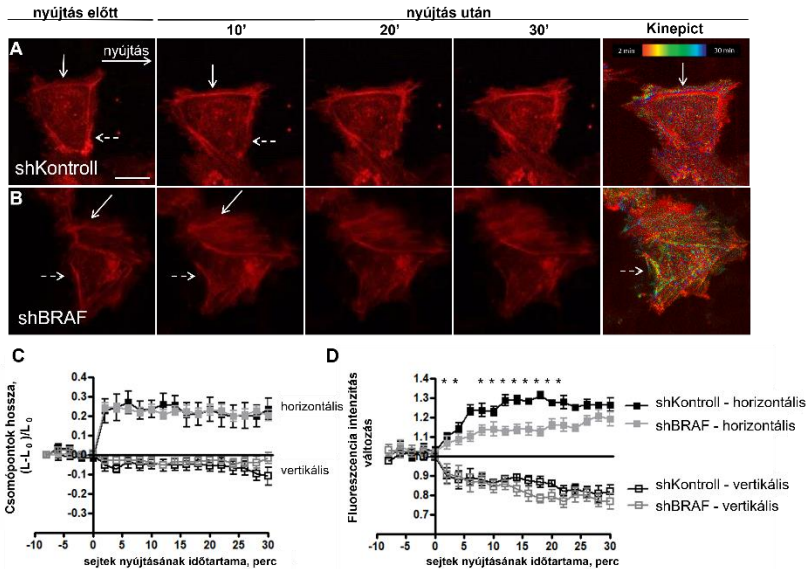 nyújtás előtt nyújtás után
10' 20' 30' Kinepict
A nyújtás 2 min 30 min
shKontroll
B
shBRAF
C
Csomópontok hossza,
(L-L₀)/L₀
0.4
0.3
0.2
0.1
0.0
-0.1
-0.3
horizontális
vertikális
-10 -5 0 5 10 15 20 25 30
sejtek nyújtásának időtartama, perc
D
Fluoreszcencia intenzitás
változás
1.4
1.3
1.2
1.1
1.0
0.9
0.8
0.7
* * * * * * * * * *
shKontroll - horizontális
shBRAF - horizontális
shKontroll - vertikális
shBRAF - vertikális
-10 -5 0 5 10 15 20 25 30
sejtek nyújtásának időtartama, perc